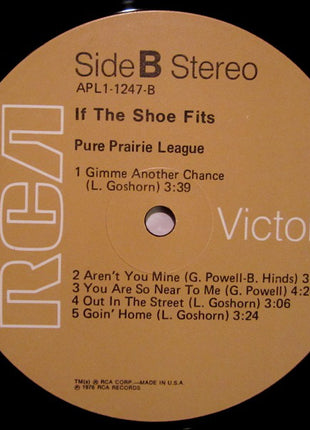 Side B Stereo
APL1-1247-B
If The Shoe Fits
Pure Prairie League
1 Gimme Another Chance
(L. Goshorn) 3:39
RCA
Victor
2 Aren't You Mine (G. Powell-B. Hinds)
3 You Are So Near To Me (G. Powell) 4:2
4 Out In The Street (L. Goshorn) 3:06
5 Goin' Home (L. Goshorn) 3:24
TM(s) ® RCA CORP.—MADE IN U.S.A.
℗ 1976 RCA RECORDS